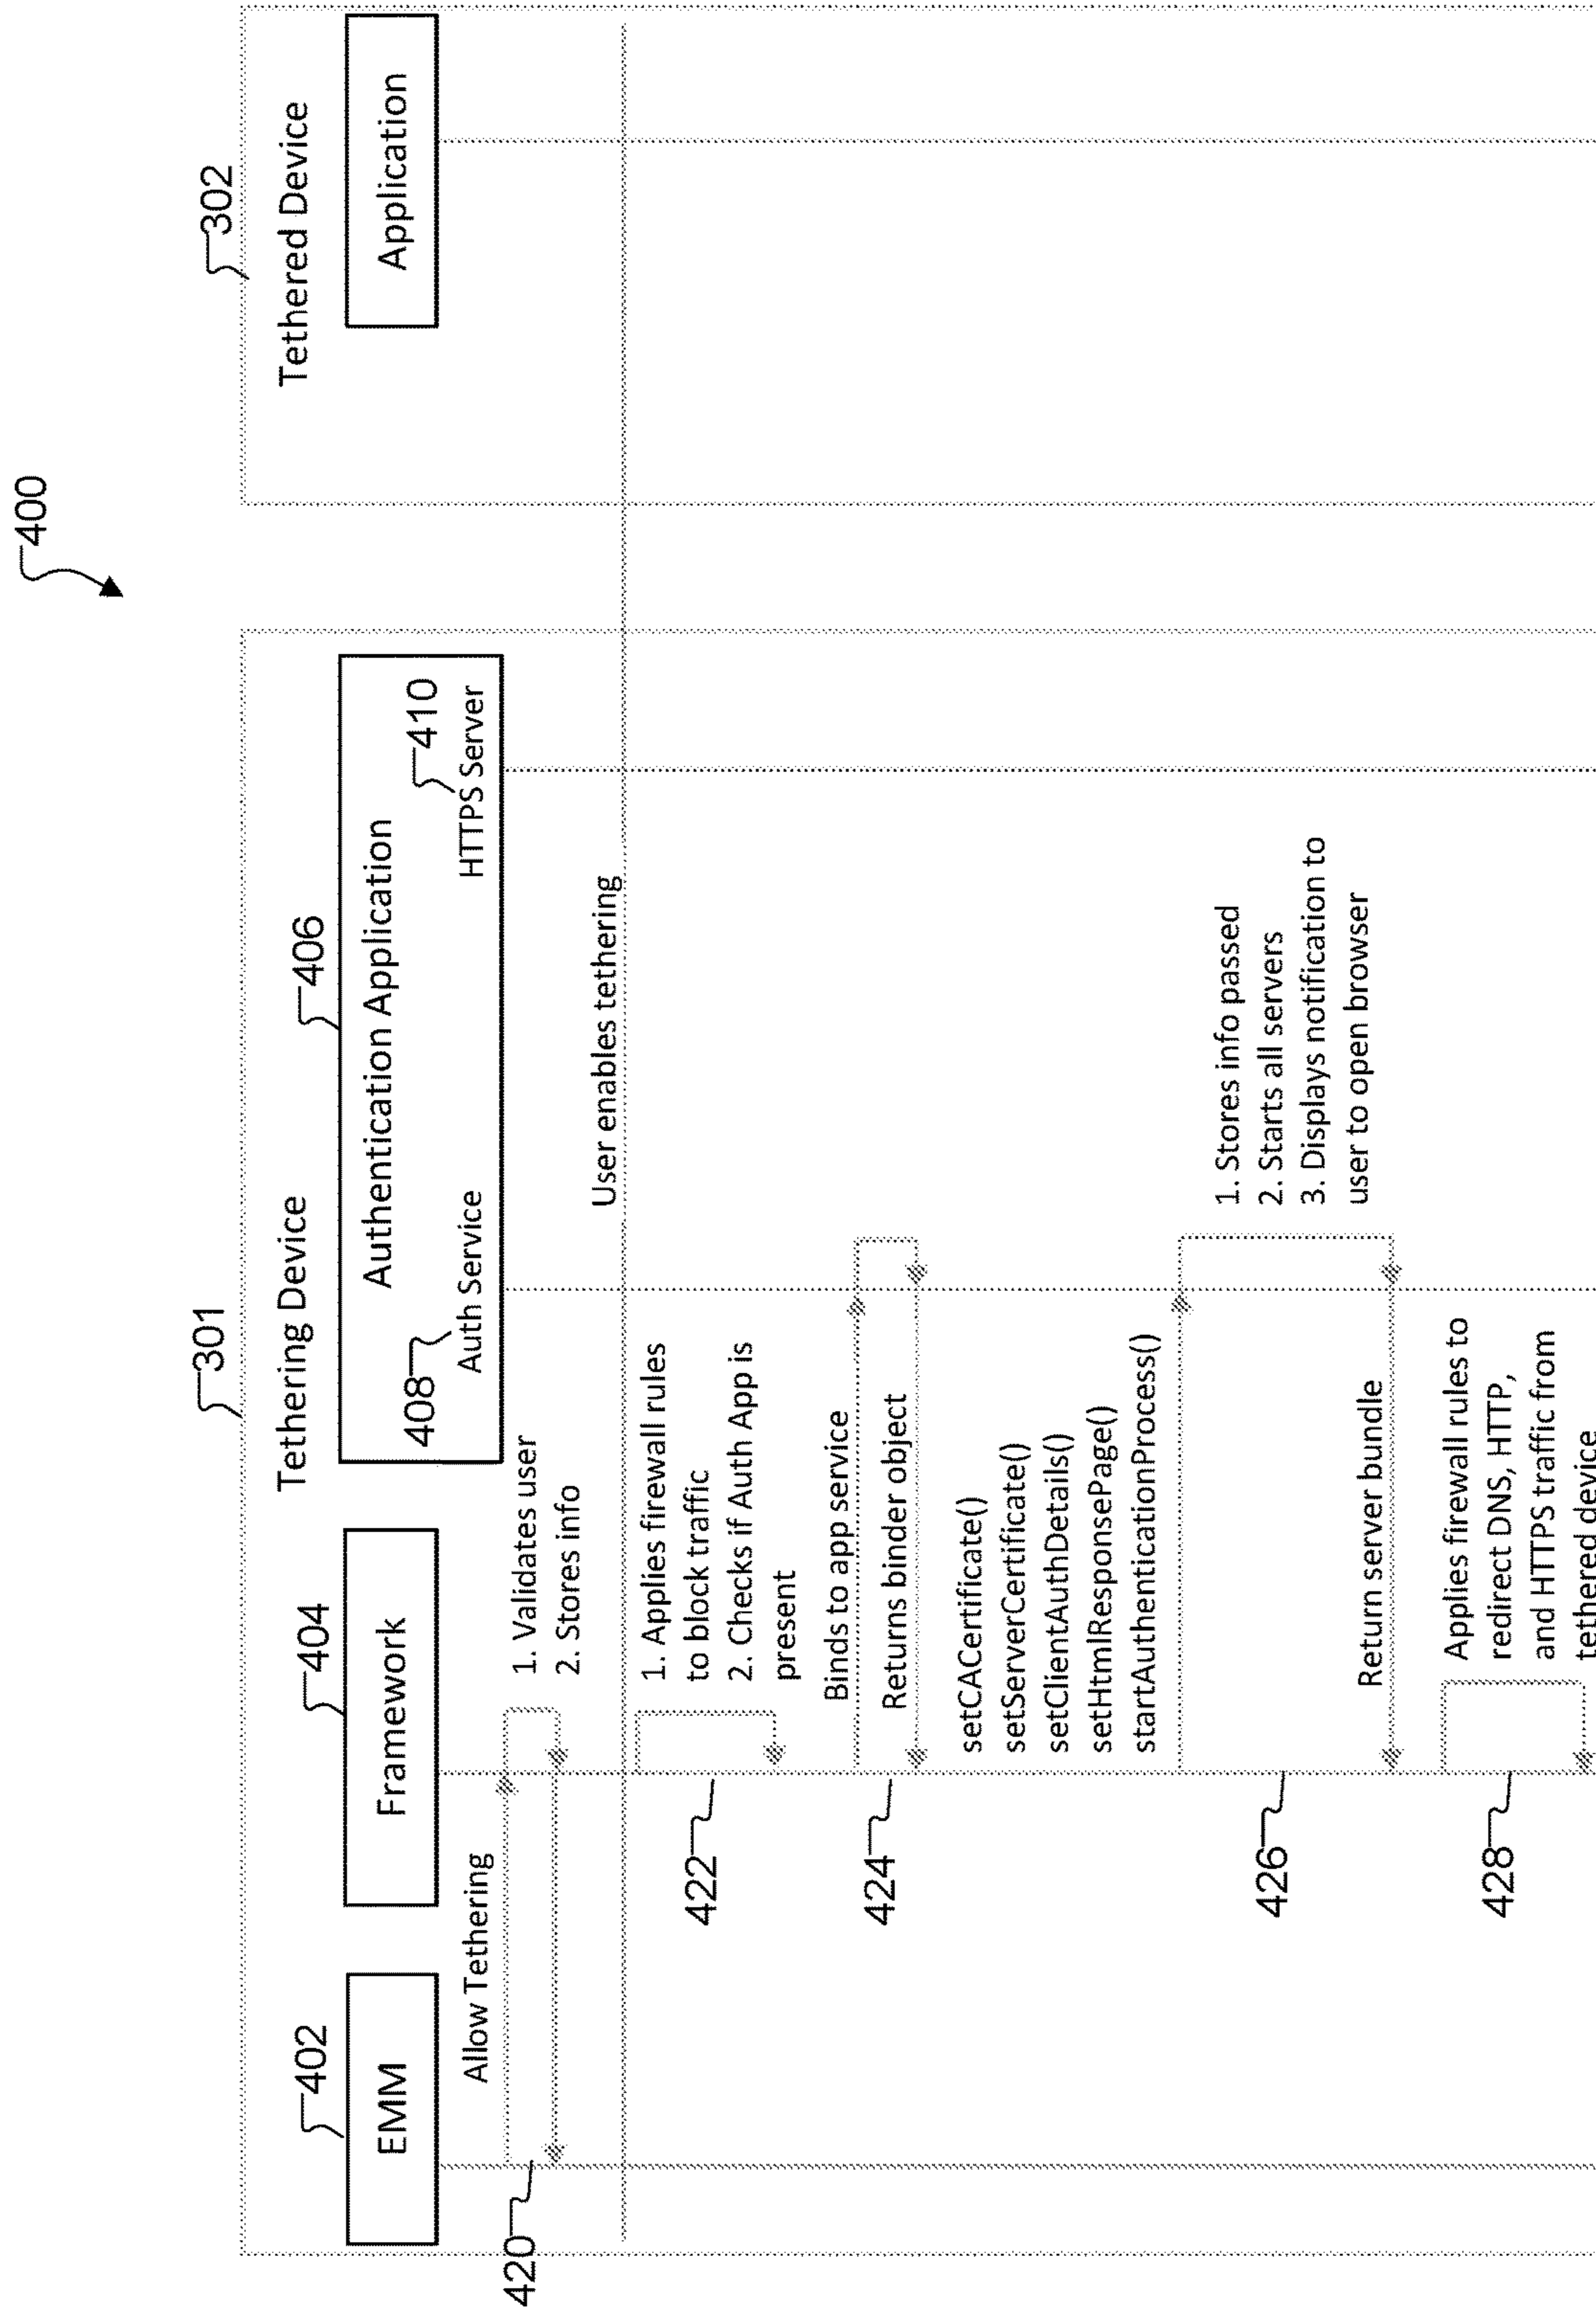 400
301
302
Tethering Device
Tethered Device
402
404
406
EMM
Framework
Authentication Application
408
Auth Service
410
HTTPS Server
Application
Allow Tethering
1. Validates user
2. Stores info
420
User enables tethering
1. Applies firewall rules
to block traffic
2. Checks if Auth App is
present
422
Binds to app service
Returns binder object
424
setCACertificate()
setServerCertificate()
setClientAuthDetails()
setHtmlResponsePage()
startAuthenticationProcess()
1. Stores info passed
2. Starts all servers
3. Displays notification to
user to open browser
426
Return server bundle
Applies firewall rules to
redirect DNS, HTTP,
and HTTPS traffic from
tethered device
428